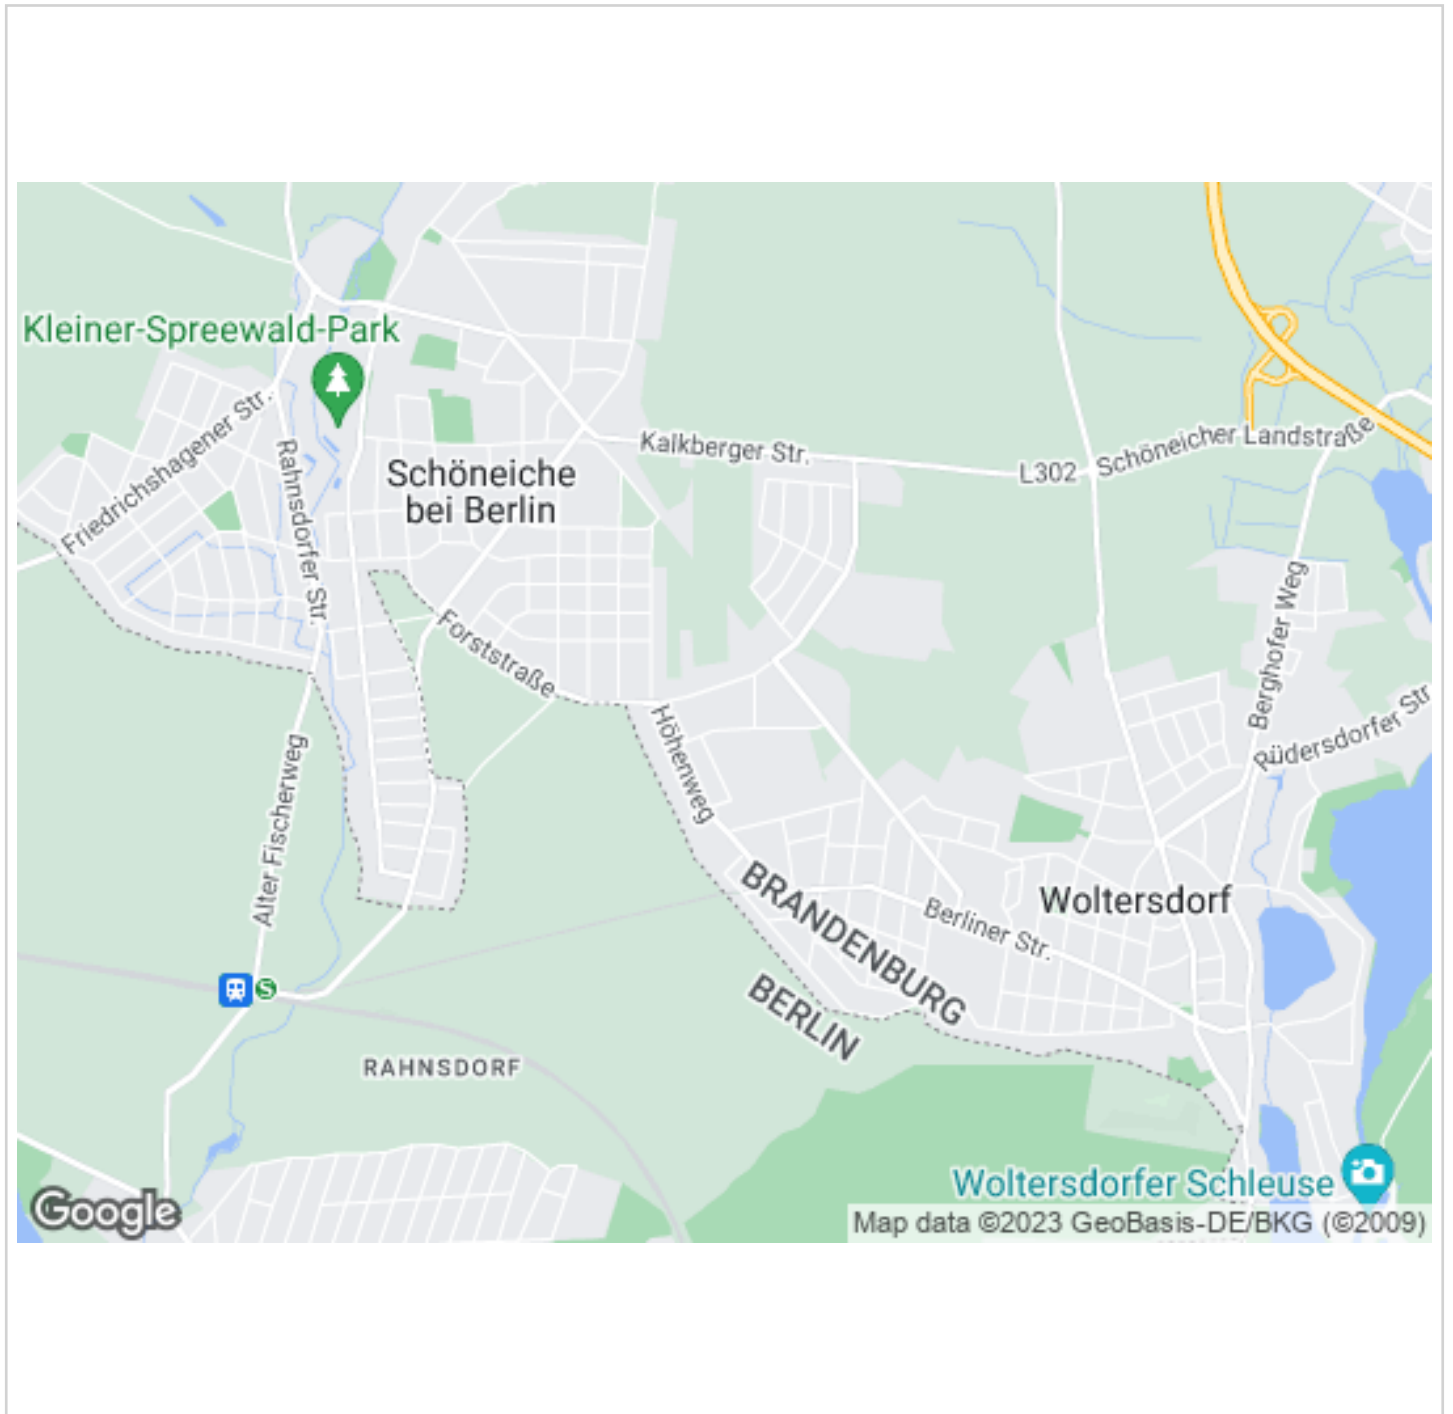 Kleiner-Spreewald-Park
Friedrichshagener Str.
Rahnsdorfer Str.
Schöneiche
bei Berlin
Kalkberger Str.
L302
Schöneicher Landstraße
Forststraße
Höhenweg
Berghofer Weg
Rüdersdorfer Str
Alter Fischerweg
BRANDENBURG
BERLIN
Berliner Str.
Woltersdorf
S
RAHNSDORF
Woltersdorfer Schleuse
Google
Map data ©2023 GeoBasis-DE/BKG (©2009)